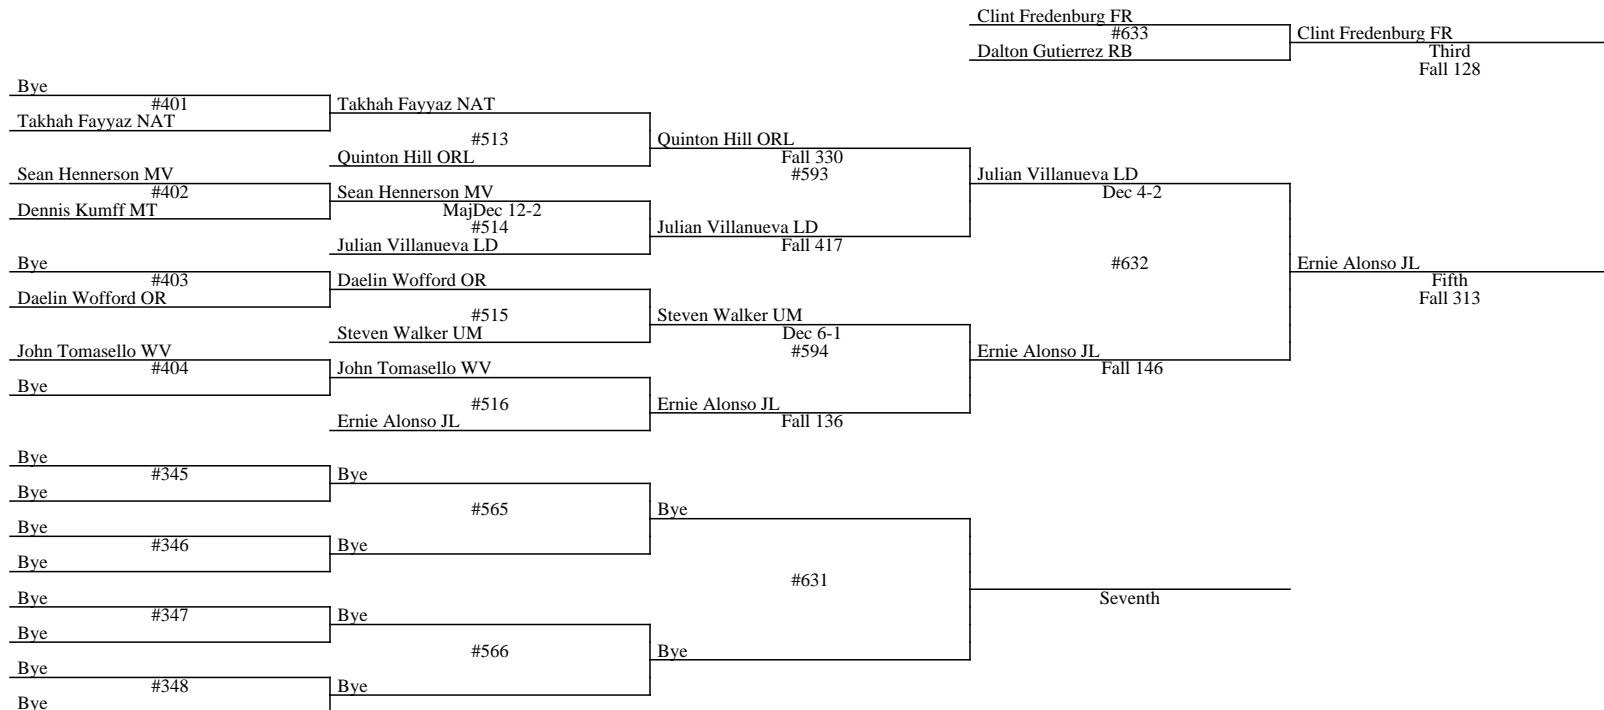 Clint Fredenburg FR
#633
Dalton Gutierrez RB
Clint Fredenburg FR
Third
Fall 128
Bye
#401
Takhah Fayyaz NAT
Takhah Fayyaz NAT
#513
Quinton Hill ORL
Quinton Hill ORL
Fall 330
#593
Sean Hennerson MV
#402
Dennis Kumff MT
Sean Hennerson MV
MajDec 12-2
#514
Julian Villanueva LD
Julian Villanueva LD
Fall 417
Julian Villanueva LD
Dec 4-2
#632
Bye
#403
Daelin Wofford OR
Daelin Wofford OR
#515
Steven Walker UM
Steven Walker UM
Dec 6-1
#594
John Tomasello WV
#404
Bye
John Tomasello WV
#516
Ernie Alonso JL
Ernie Alonso JL
Fall 136
Ernie Alonso JL
Fall 146
Ernie Alonso JL
Fifth
Fall 313
Bye
#345
Bye
Bye
#565
Bye
#346
Bye
Bye
Bye
#631
Bye
#347
Bye
Bye
#566
Bye
#348
Bye
Bye
Bye
Seventh